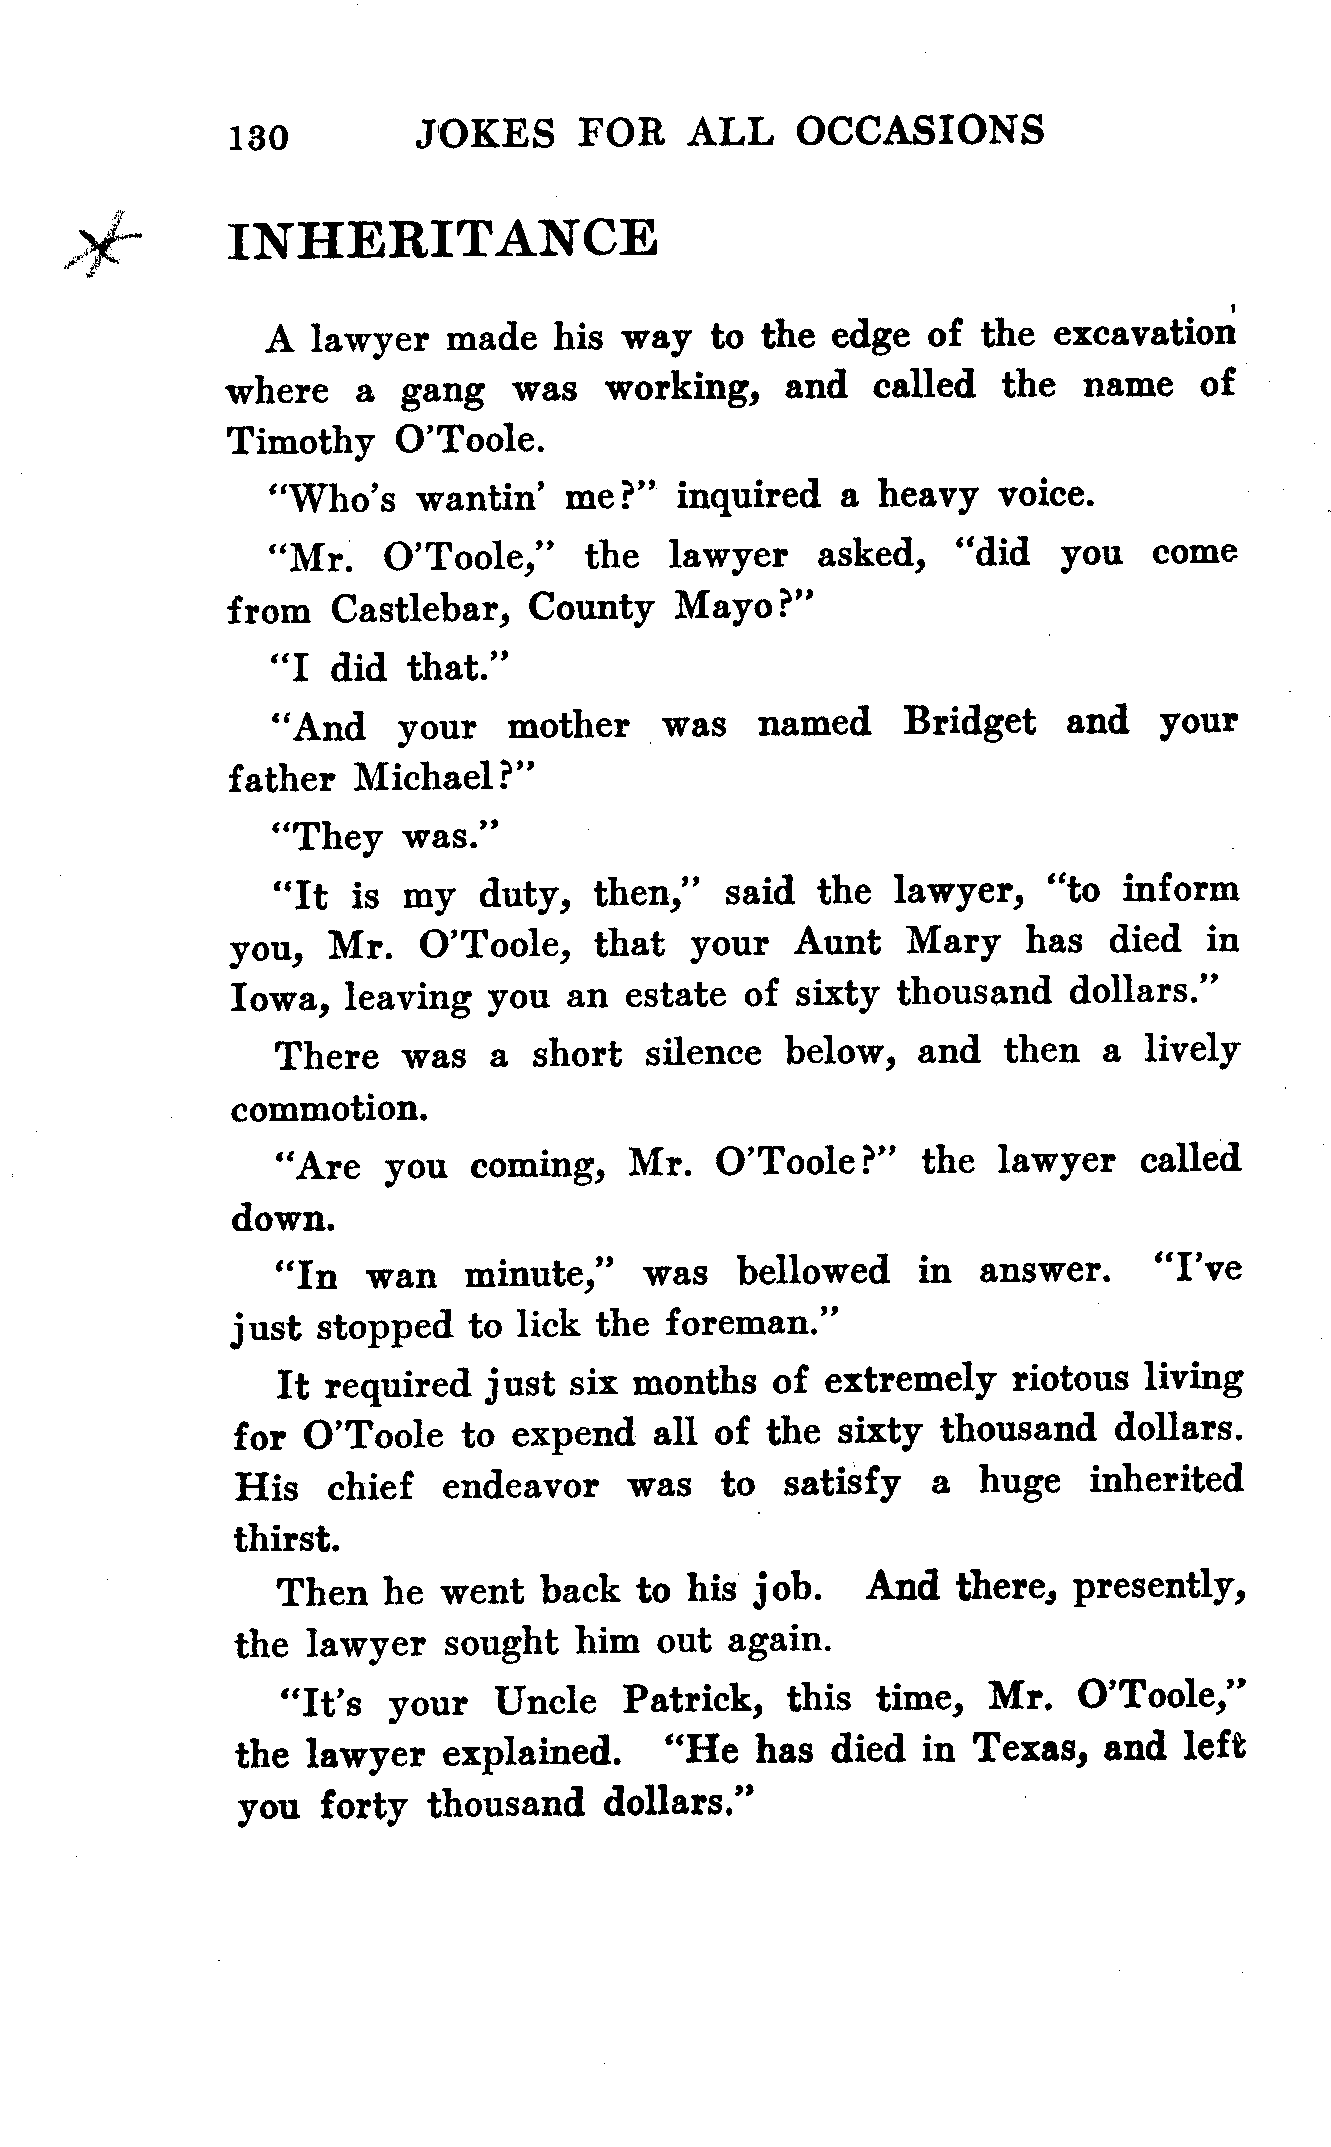 130 JOKES FOR ALL OCCASIONS
INHERITANCE
A lawyer made his way to the edge of the excavation
where a gang was working, and called the name of
Timothy O'Toole.
"Who's wantin' me?" inquired a heavy voice.
"Mr. O'Toole," the lawyer asked, "did you come
from Castlebar, County Mayo?"
"I did that."
"And your mother was named Bridget and your
father Michael?"
"They was."
"It is my duty, then," said the lawyer, "to inform
you, Mr. O'Toole, that your Aunt Mary has died in
Iowa, leaving you an estate of sixty thousand dollars."
There was a short silence below, and then a lively
commotion.
"Are you coming, Mr. O'Toole?" the lawyer called
down.
"In wan minute," was bellowed in answer. "I've
just stopped to lick the foreman."
It required just six months of extremely riotous living
for O'Toole to expend all of the sixty thousand dollars.
His chief endeavor was to satisfy a huge inherited
thirst.
Then he went back to his job. And there, presently,
the lawyer sought him out again.
"It's your Uncle Patrick, this time, Mr. O'Toole,"
the lawyer explained. "He has died in Texas, and left
you forty thousand dollars."